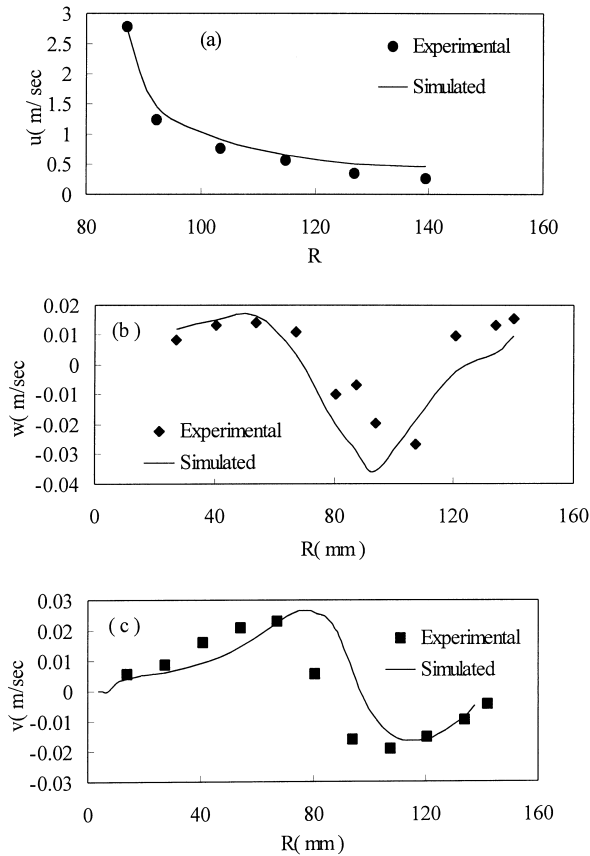 (a)
Experimental
Simulated
u( m/ sec
3
2.5
2
1.5
1
0.5
0
80 100 120 140 160
R
( b )
Experimental
Simulated
w( m/sec
0.02
0.01
0
-0.01
-0.02
-0.03
-0.04
0 40 80 120 160
R( mm)
( c )
Experimental
Simulated
v( m/sec
0.03
0.02
0.01
0
-0.01
-0.02
-0.03
0 40 80 120 160
R( mm)